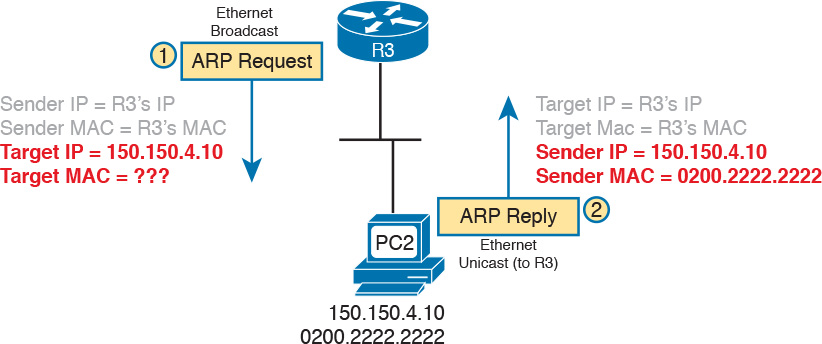 Ethernet
Broadcast
1
ARP Request
R3
Sender IP = R3's IP
Sender MAC = R3's MAC
Target IP = 150.150.4.10
Target MAC = ???
Target IP = R3's IP
Target Mac = R3's MAC
Sender IP = 150.150.4.10
Sender MAC = 0200.2222.2222
ARP Reply
2
Ethernet
Unicast (to R3)
PC2
150.150.4.10
0200.2222.2222